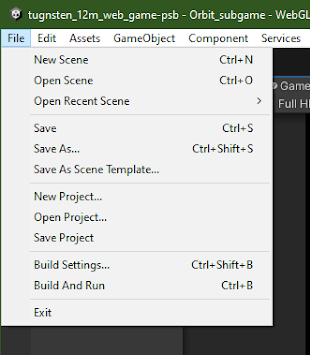 tugnsten_12m_web_game-psb - Orbit_subgame - WebGL
File Edit Assets GameObject Component Services
New Scene Ctrl+N
Open Scene Ctrl+O
Open Recent Scene
Save Ctrl+S
Save As... Ctrl+Shift+S
Save As Scene Template...
New Project...
Open Project...
Save Project
Build Settings... Ctrl+Shift+B
Build And Run Ctrl+B
Exit
Game
Full H